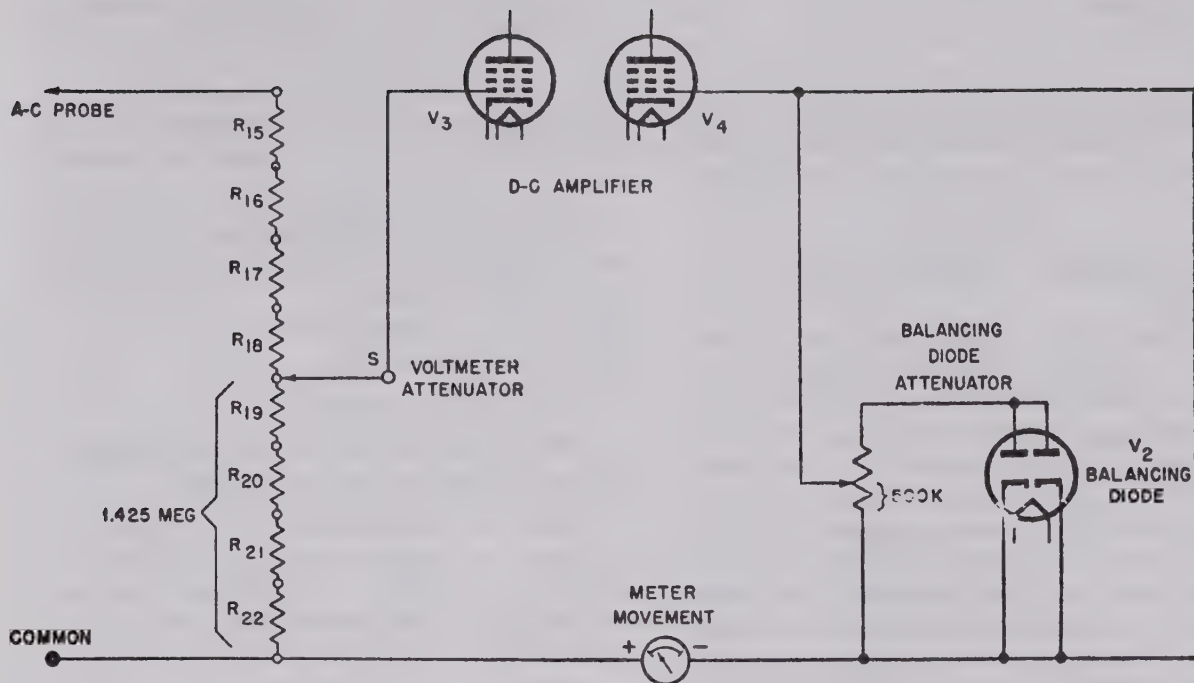 A-C PROBE
R15
R16
R17
R18
R19
R20
R21
R22
1.425 MEG
COMMON
V3
V4
D-C AMPLIFIER
S
VOLTMETER
ATTENUATOR
BALANCING
DIODE
ATTENUATOR
V2
BALANCING
DIODE
METER
MOVEMENT
+
−